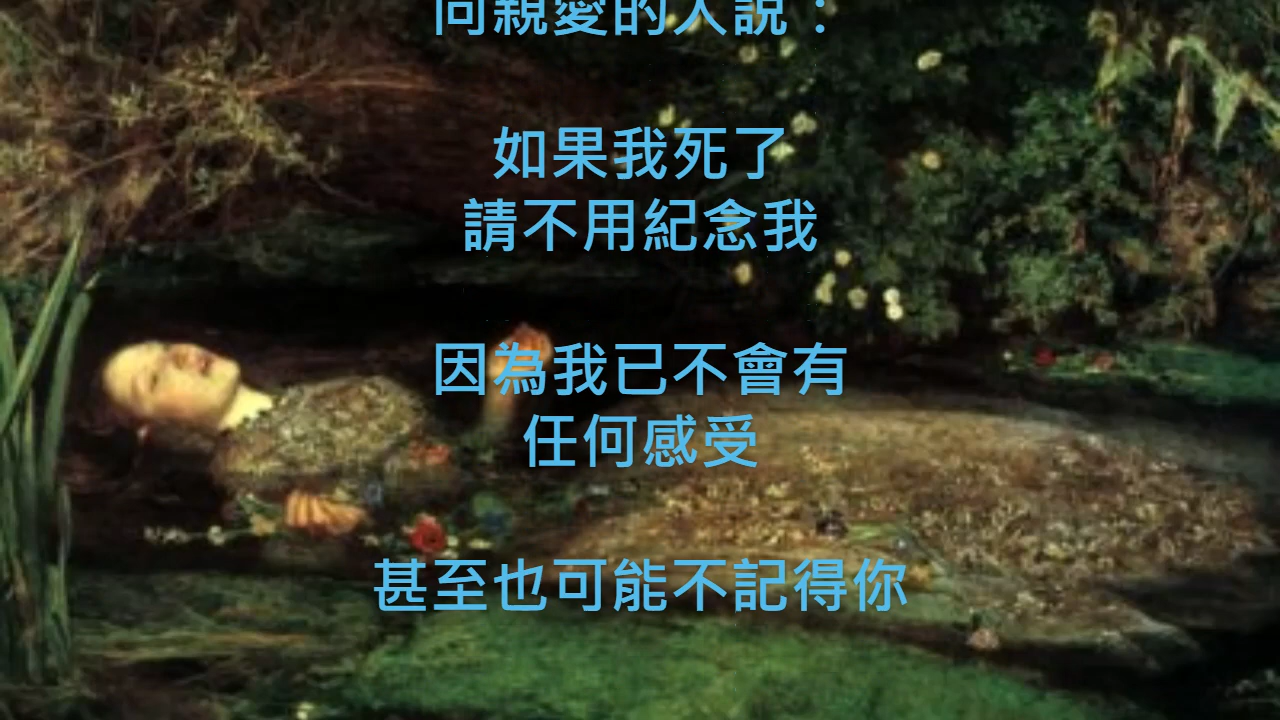 向親愛的人說：
如果我死了
請不用紀念我
因為我已不會有
任何感受
甚至也可能不記得你